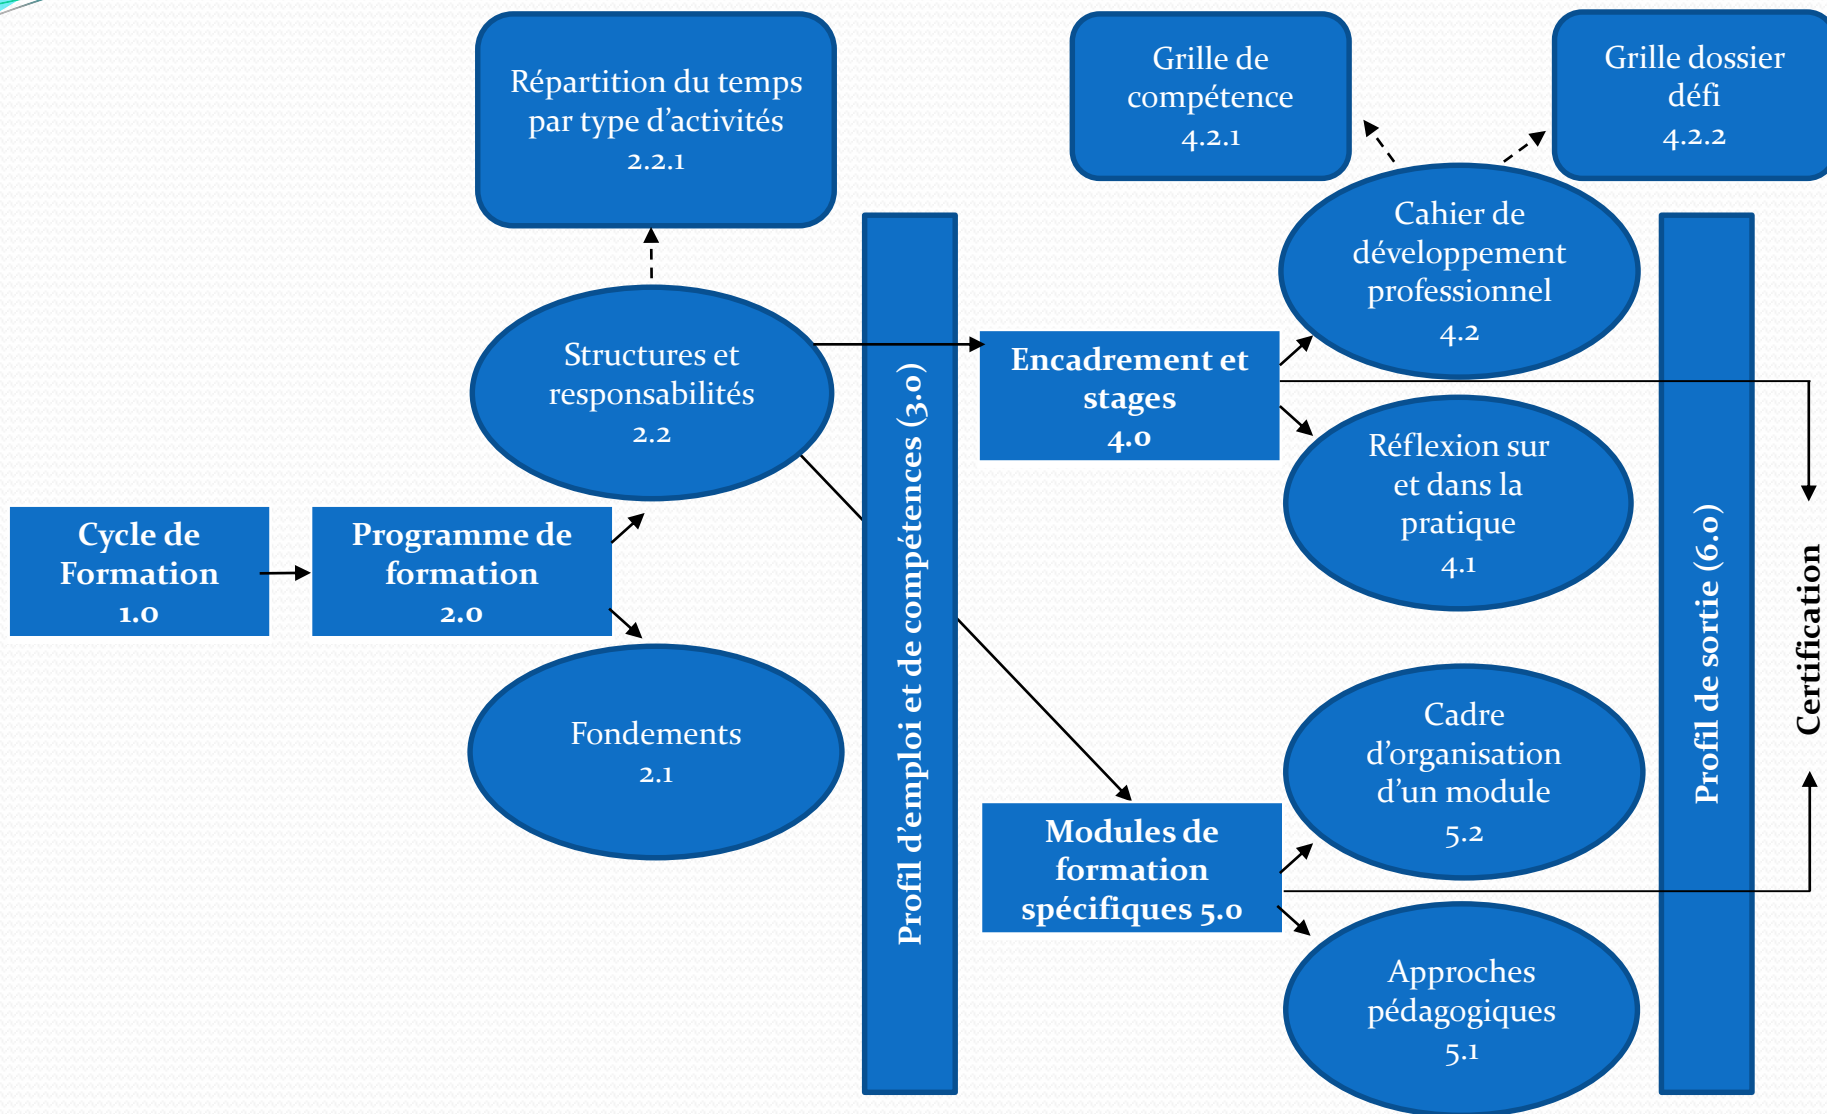 Répartition du temps
par type d’activités
2.2.1
Grille de
compétence
4.2.1
Grille dossier
défi
4.2.2
Cahier de
développement
professionnel
4.2
Structures et
responsabilités
2.2
Encadrement et
stages
4.0
Réflexion sur
et dans la
pratique
4.1
Cycle de
Formation
1.0
Programme de
formation
2.0
Fondements
2.1
Profil d’emploi et de compétences (3.0)
Modules de
formation
spécifiques 5.0
Cadre
d’organisation
d’un module
5.2
Approches
pédagogiques
5.1
Profil de sortie (6.0)
Certification